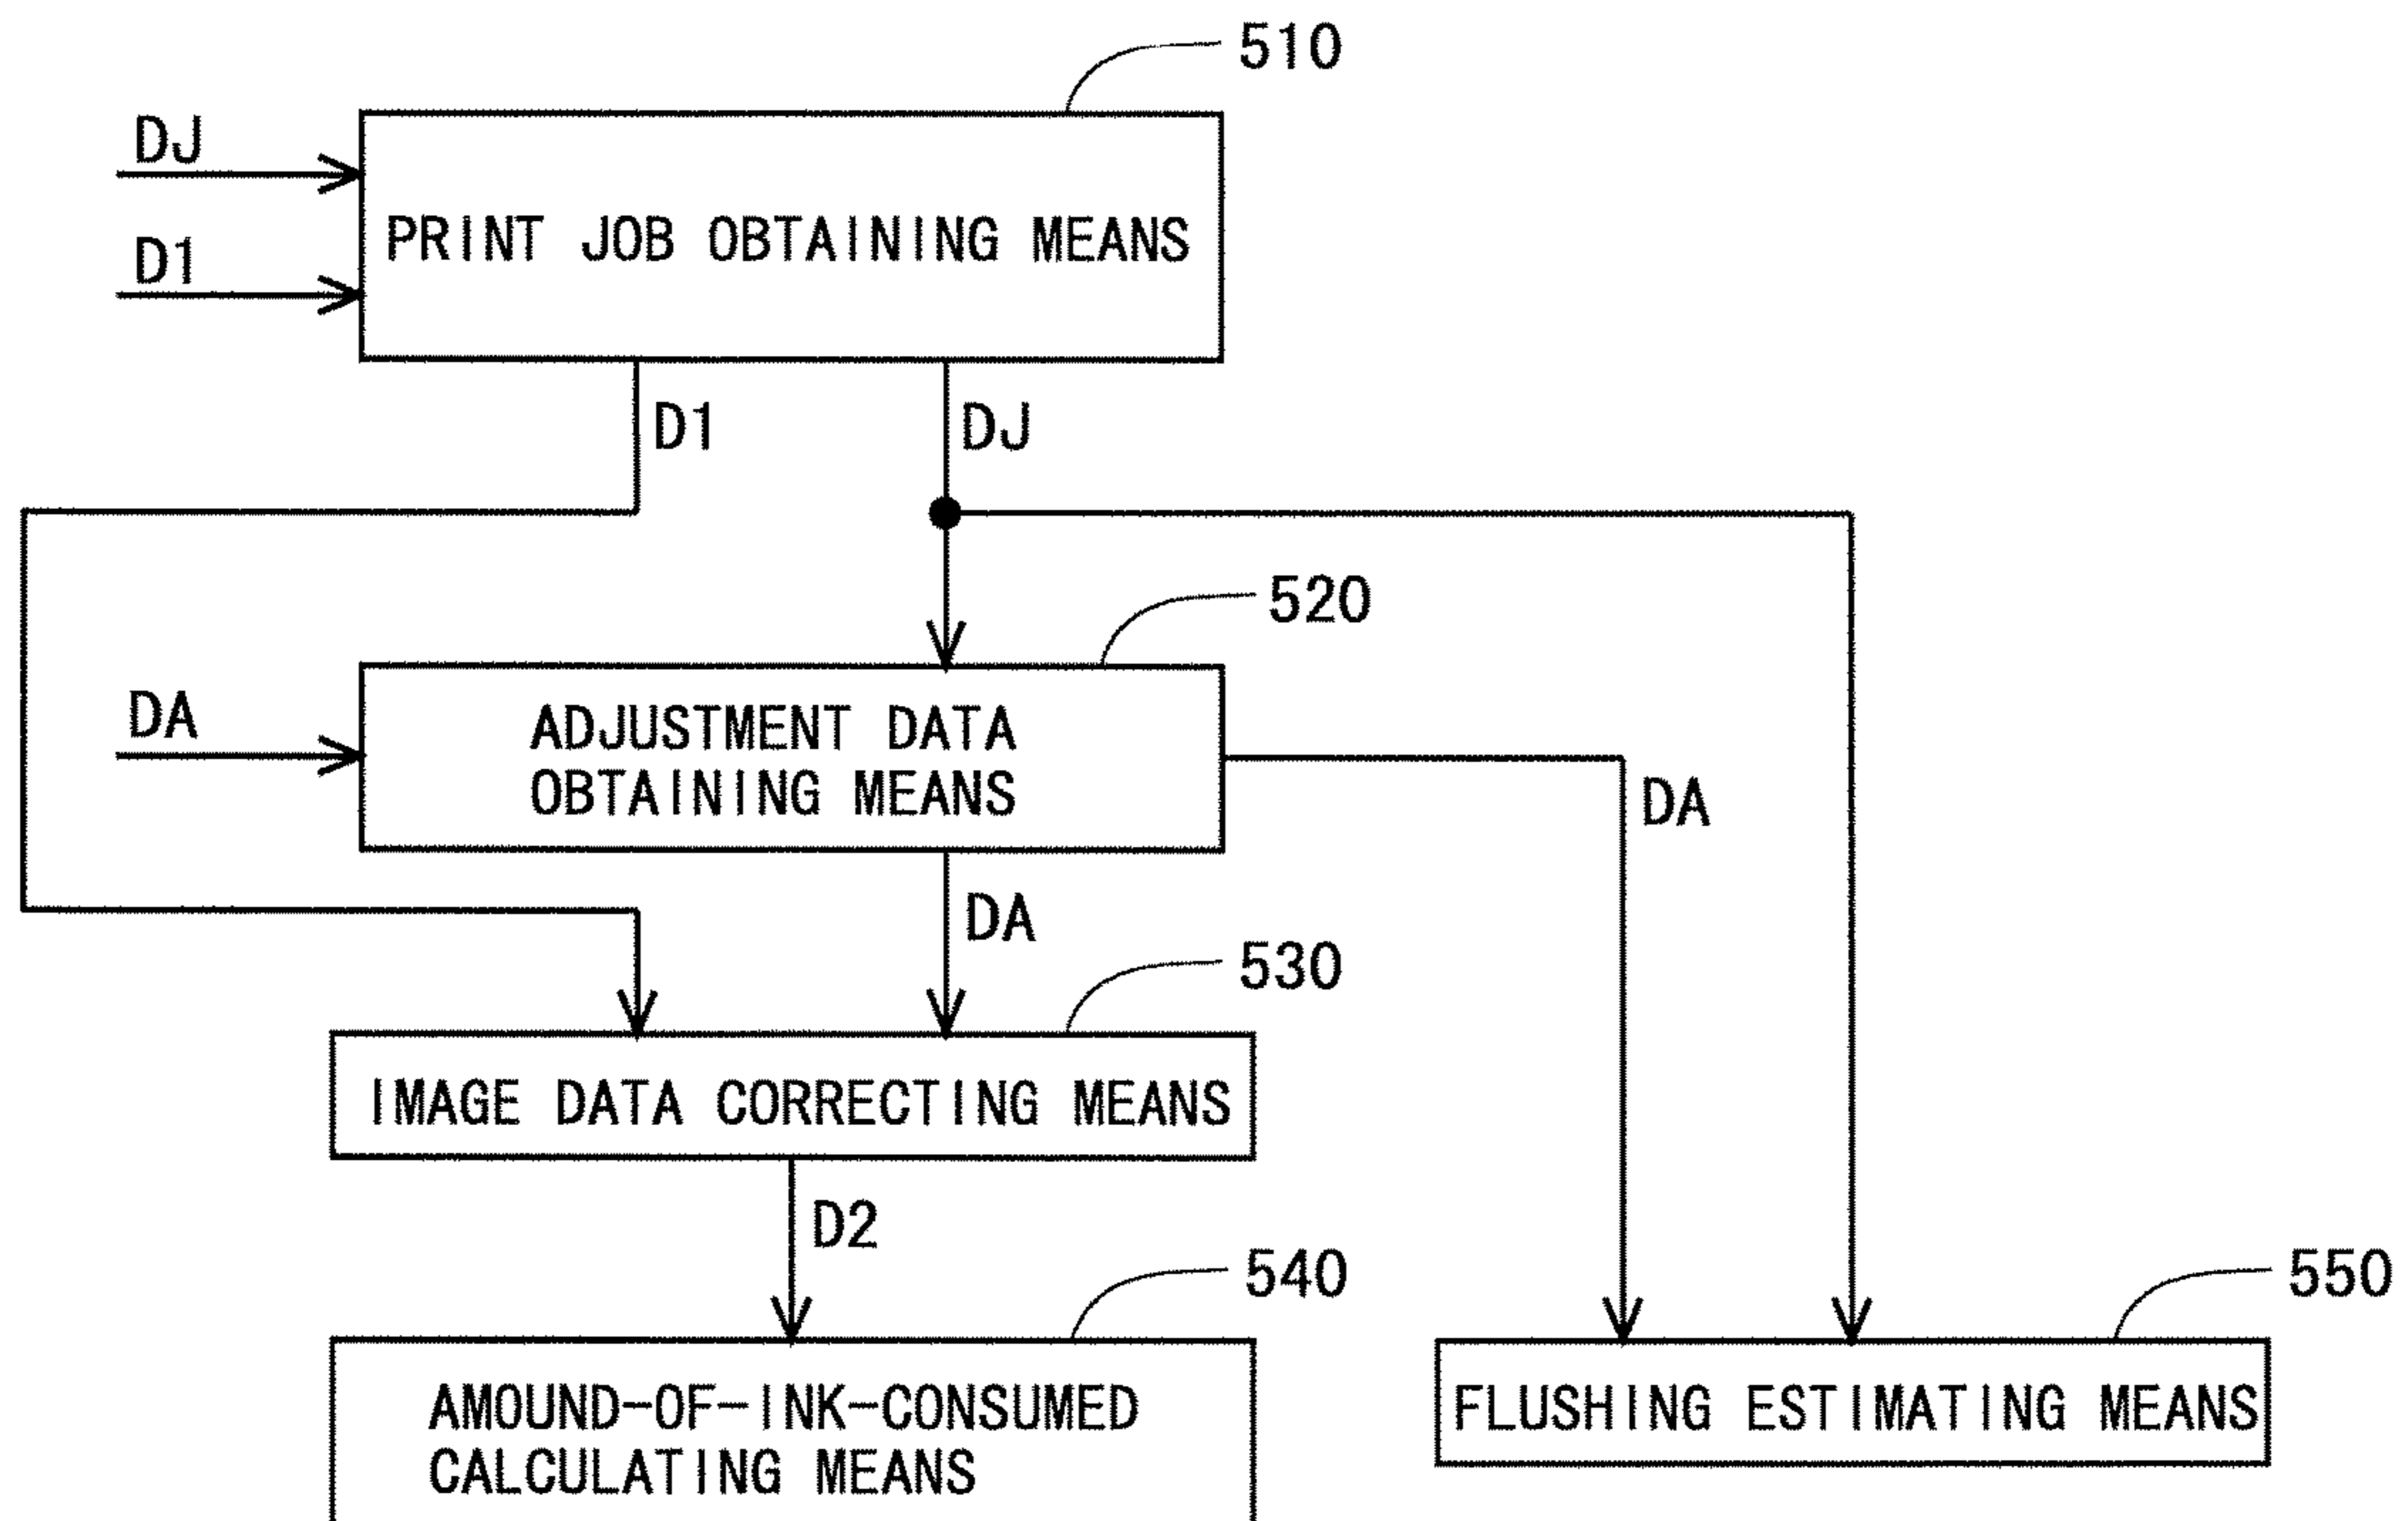 510
DJ
PRINT JOB OBTAINING MEANS
D1
D1
DJ
520
DA
ADJUSTMENT DATA
OBTAINING MEANS
DA
DA
530
IMAGE DATA CORRECTING MEANS
D2
540
550
AMOUND-OF-INK-CONSUMED
CALCULATING MEANS
FLUSHING ESTIMATING MEANS